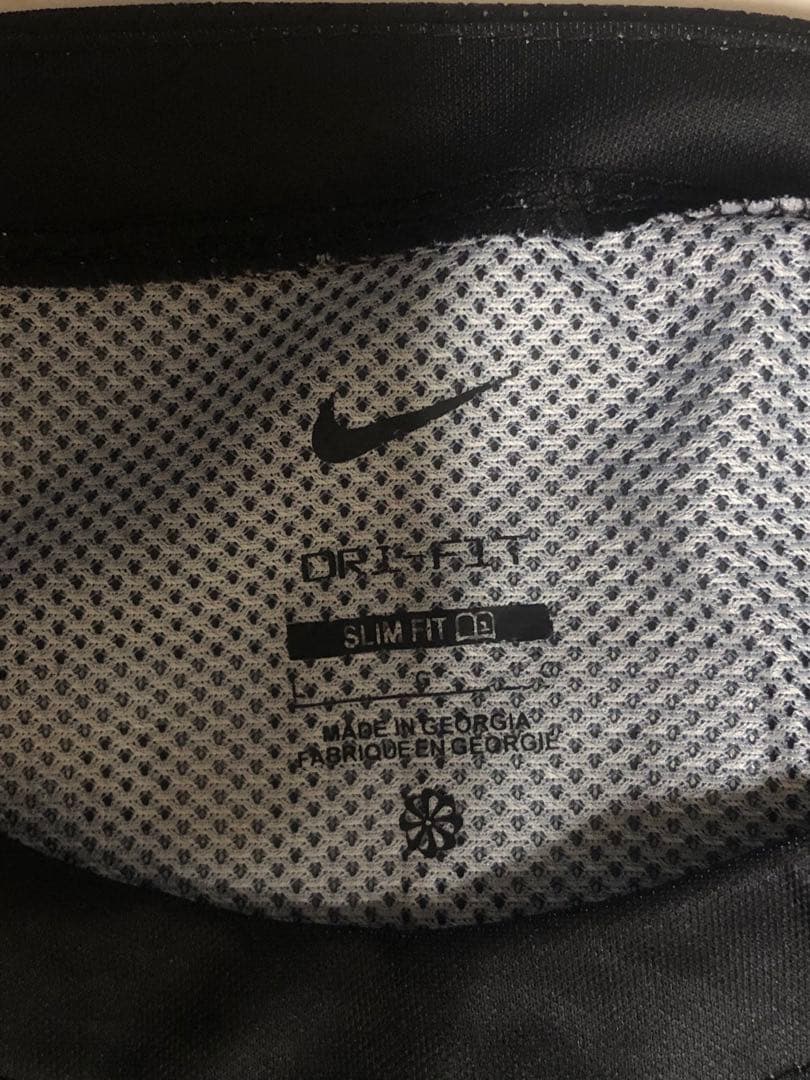 DRI-FIT
SLIM FIT
L G G
MADE IN GEORGIA
FABRIQUE EN GEORGIE